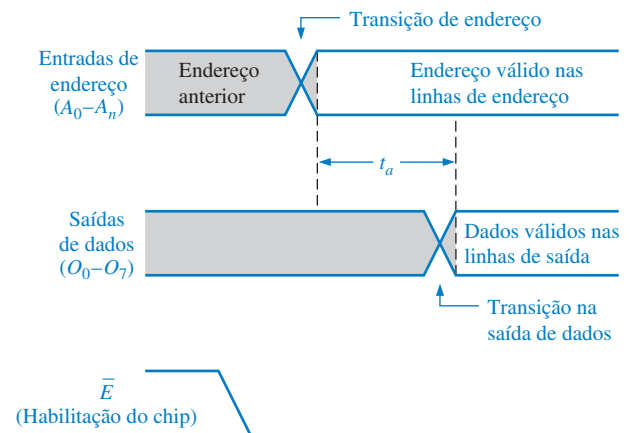 Transição de endereço
Entradas de
endereço
(A₀–Aₙ)
Endereço
anterior
Endereço válido nas
linhas de endereço
tₐ
Saídas
de dados
(O₀–O₇)
Dados válidos nas
linhas de saída
Transição na
saída de dados
E̅
(Habilitação do chip)